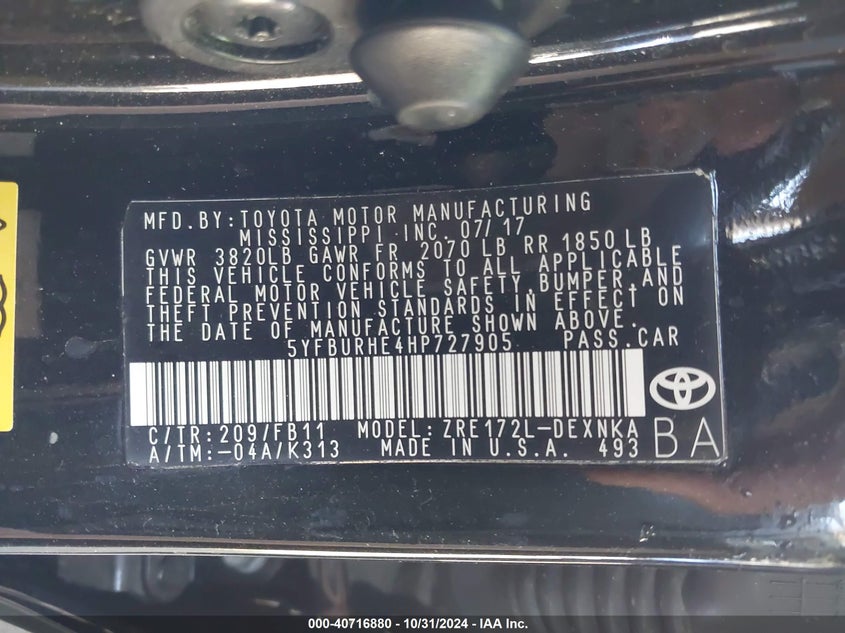 MFD.BY:TOYOTA MOTOR MANUFACTURING
MISSISSIPPI INC. 07/17
GVWR 3820LB GAWR FR 2070 LB RR 1850 LB
THIS VEHICLE CONFORMS TO ALL APPLICABLE
FEDERAL MOTOR VEHICLE SAFETY,BUMPER,AND
THEFT PREVENTION STANDARDS IN EFFECT ON
THE DATE OF MANUFACTURE SHOWN ABOVE.
5YFBURHE4HP727905 PASS.CAR
C/TR:209/FB11 MODEL:ZRE172L-DEXNKA
A/TM:-04A/K313 MADE IN U.S.A. 493 BA
000-40716880 - 10/31/2024 - IAA Inc.